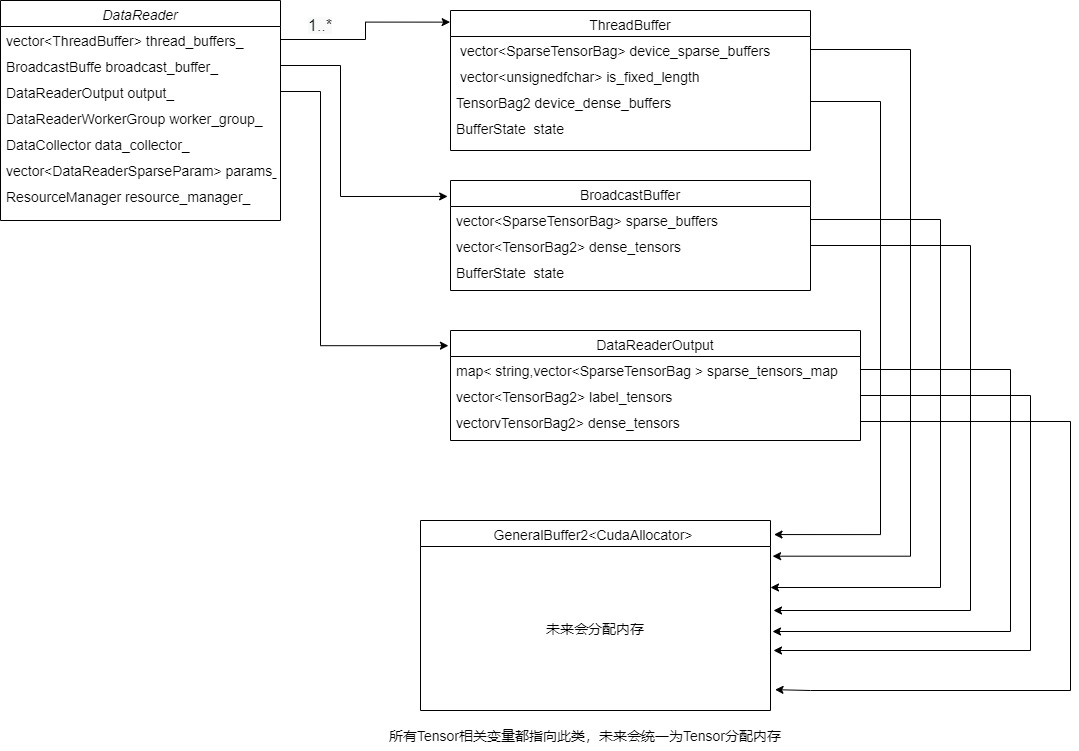 DataReader
vector<ThreadBuffer> thread_buffers_
BroadcastBuffe broadcast_buffer_
DataReaderOutput output_
DataReaderWorkerGroup worker_group_
DataCollector data_collector_
vector<DataReaderSparseParam> params_
ResourceManager resource_manager_
1..*
ThreadBuffer
vector<SparseTensorBag> device_sparse_buffers
vector<unsignedfchar> is_fixed_length
TensorBag2 device_dense_buffers
BufferState  state
BroadcastBuffer
vector<SparseTensorBag> sparse_buffers
vector<TensorBag2> dense_tensors
BufferState  state
DataReaderOutput
map< string,vector<SparseTensorBag > sparse_tensors_map
vector<TensorBag2> label_tensors
vectorvTensorBag2> dense_tensors
GeneralBuffer2<CudaAllocator>
未来会分配内存
所有Tensor相关变量都指向此类，未来会统一为Tensor分配内存